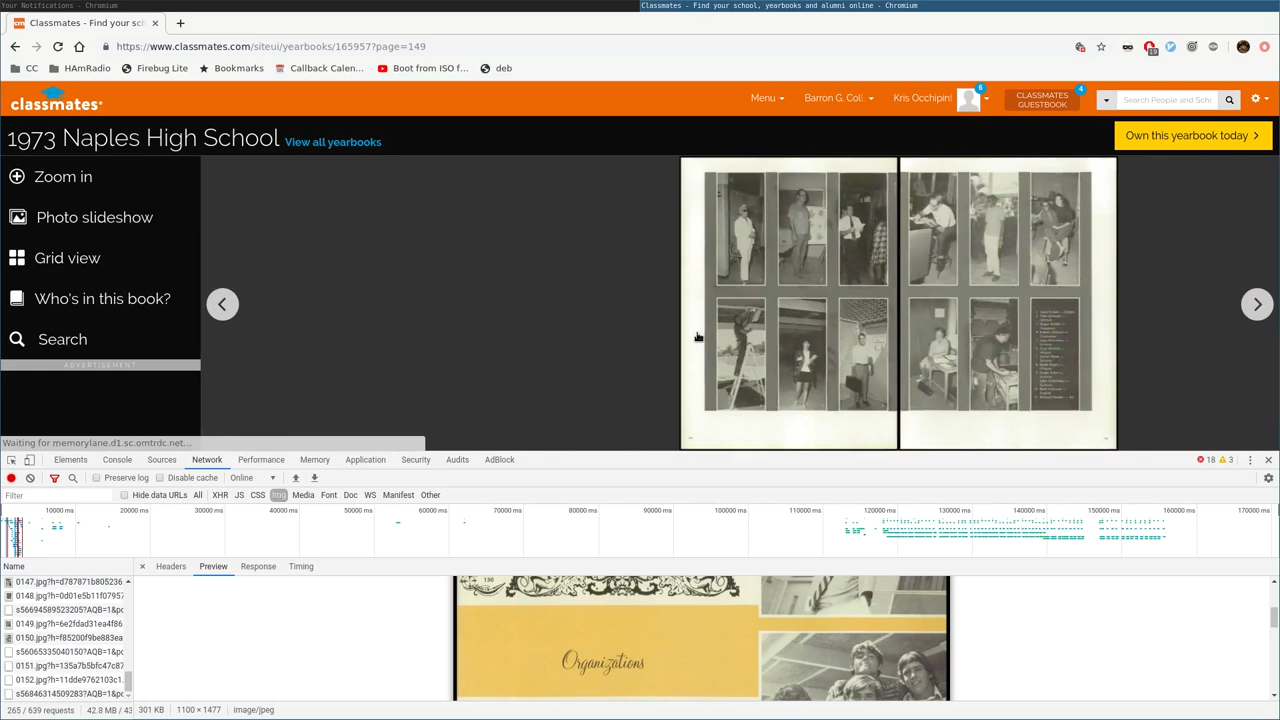 Your Notifications - Chromium
Classmates - Find your school, yearbooks and alumni online - Chromium
cm Classmates - Find your sch
https://www.classmates.com/siteui/yearbooks/165957?page=149
19
CC
HAmRadio
Firebug Lite
Bookmarks
Callback Calen...
Boot from ISO f...
deb
classmates
Menu
Barron G. Coll
Kris Occhipint
6
CLASSMATES GUESTBOOK
4
Search People and Scho
1973 Naples High School View all yearbooks
Own this yearbook today
Zoom in
Photo slideshow
Grid view
Who's in this book?
Search
ADVERTISEMENT
Waiting for memorylane.d1.sc.omtrdc.net...
Elements Console Sources Network Performance Memory Application Security Audits AdBlock
18 3
Preserve log Disable cache Online
Filter
Hide data URLs All XHR JS CSS Img Media Font Doc WS Manifest Other
10000 ms 20000 ms 30000 ms 40000 ms 50000 ms 60000 ms 70000 ms 80000 ms 90000 ms 100000 ms 110000 ms 120000 ms 130000 ms 140000 ms 150000 ms 160000 ms 170000 ms
Name
Headers Preview Response Timing
0147.jpg?h=d787871b805236
0148.jpg?h=0d01e5b11f0795
s56694589523205?AQB=1&pc
0149.jpg?h=6e2fdad31ea4f86
0150.jpg?h=f85200f9be883ea
s56065335040150?AQB=1&pc
0151.jpg?h=135a7b5bfc47c87
0152.jpg?h=11dde9762103c1
s56846314509283?AQB=1&pc
130
Organizations
265 / 639 requests
42.8 MB / 43
301 KB
1100 × 1477
image/jpeg